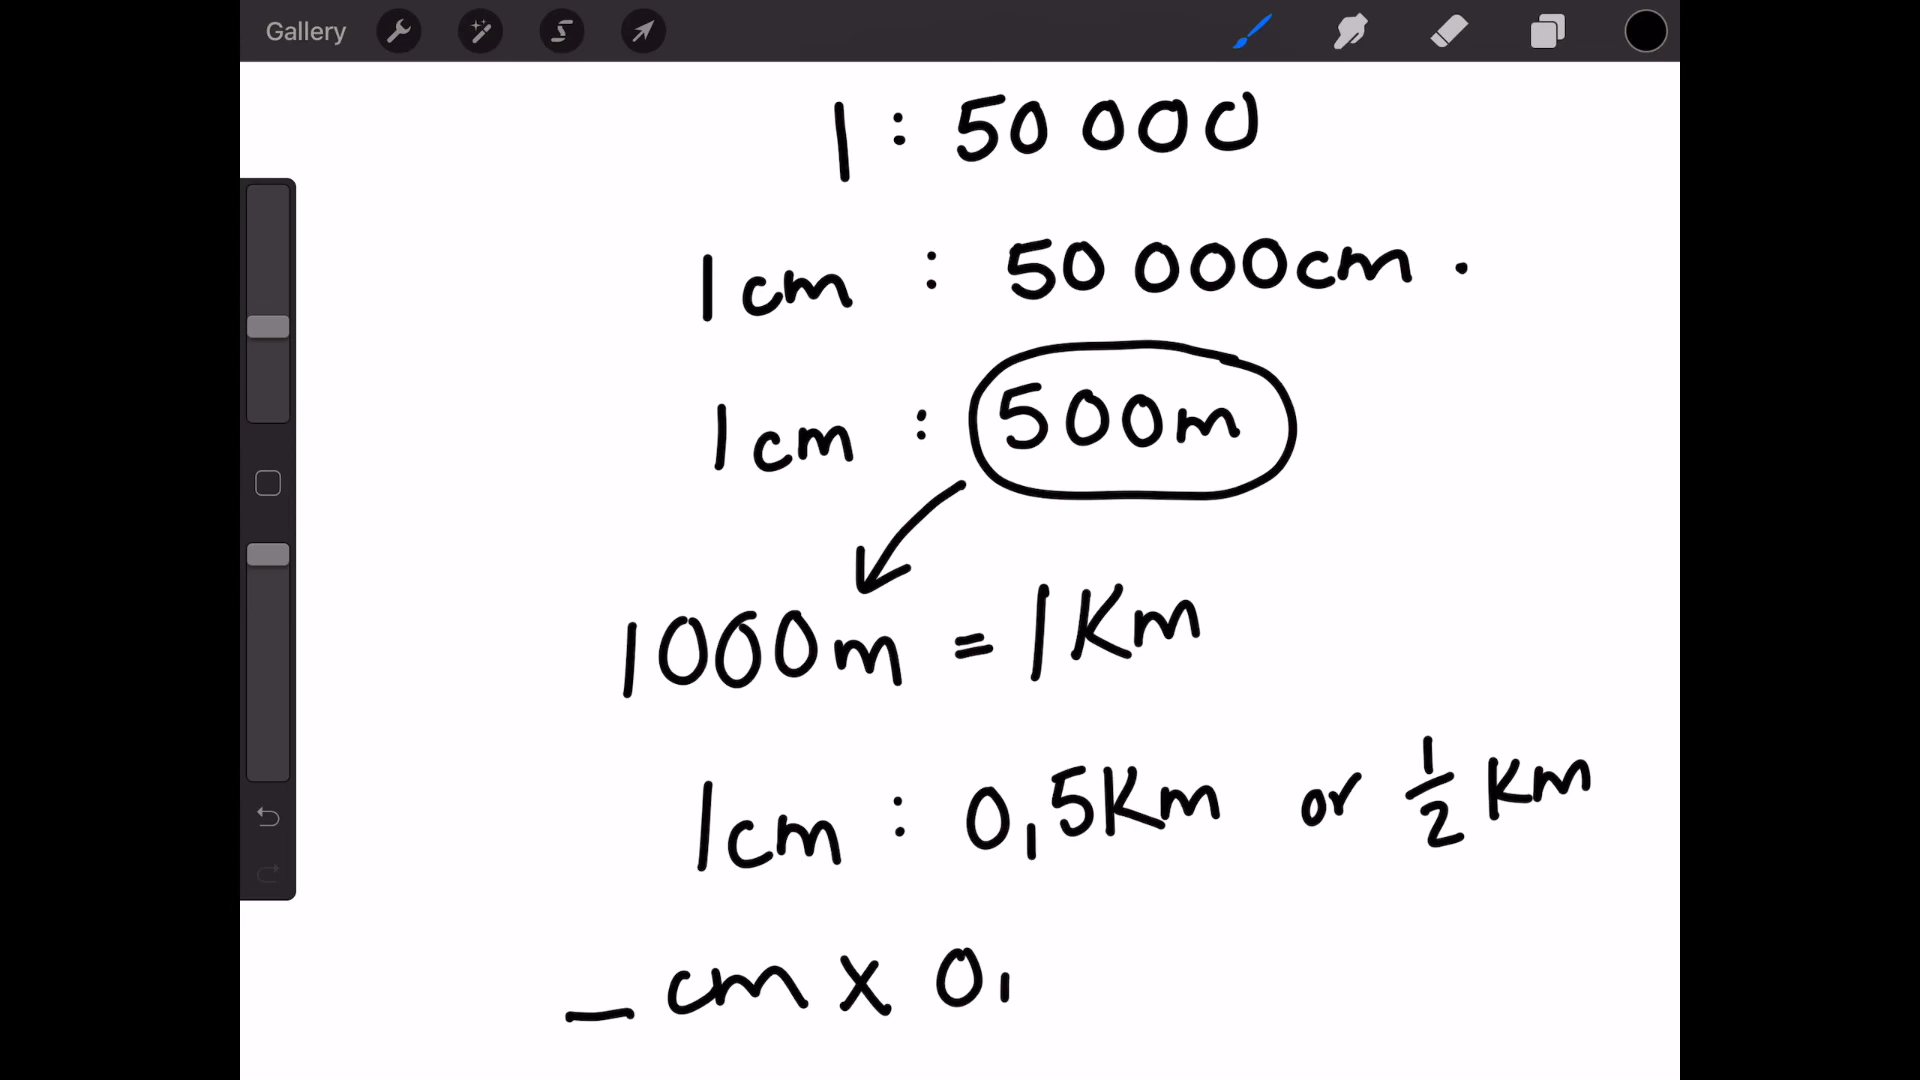 Gallery
1 : 50 000
1cm : 50 000cm .
1cm : 500m
1000m = 1Km
1cm : 0,5Km or 1/2 Km
_ cm x 0,